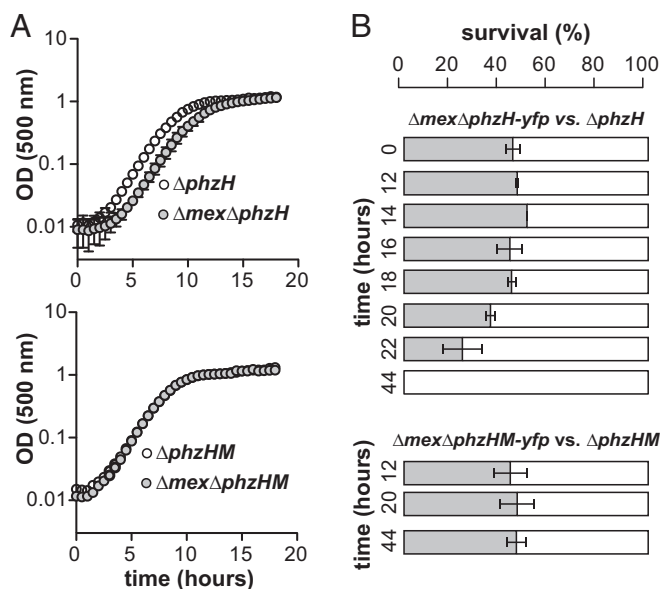 A
OD (500 nm)
10
1
0.1
0.01
ΔphzH
ΔmexΔphzH
0 5 10 15 20
OD (500 nm)
10
1
0.1
0.01
ΔphzHM
ΔmexΔphzHM
0 5 10 15 20
time (hours)
B
survival (%)
0 20 40 60 80 100
ΔmexΔphzH-yfp vs. ΔphzH
time (hours)
0
12
14
16
18
20
22
44
ΔmexΔphzHM-yfp vs. ΔphzHM
time (hours)
12
20
44